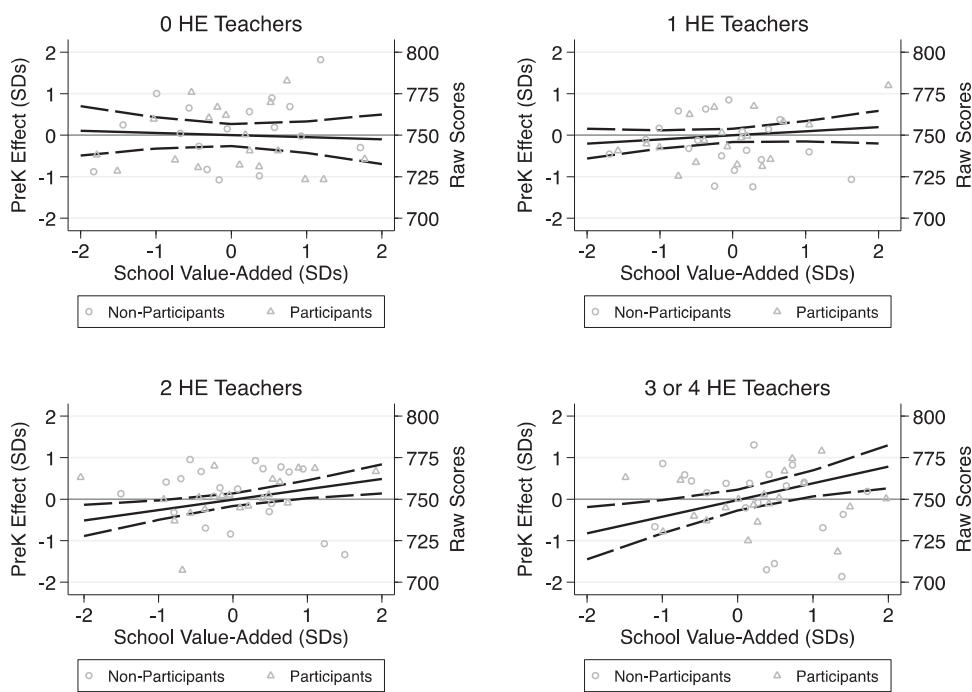 0 HE Teachers
PreK Effect (SDs)
2
1
0
-1
-2
800
775
750
725
700
Raw Scores
-2 -1 0 1 2
School Value-Added (SDs)
Non-Participants Participants
1 HE Teachers
PreK Effect (SDs)
2
1
0
-1
-2
800
775
750
725
700
Raw Scores
-2 -1 0 1 2
School Value-Added (SDs)
Non-Participants Participants
2 HE Teachers
PreK Effect (SDs)
2
1
0
-1
-2
800
775
750
725
700
Raw Scores
-2 -1 0 1 2
School Value-Added (SDs)
Non-Participants Participants
3 or 4 HE Teachers
PreK Effect (SDs)
2
1
0
-1
-2
800
775
750
725
700
Raw Scores
-2 -1 0 1 2
School Value-Added (SDs)
Non-Participants Participants